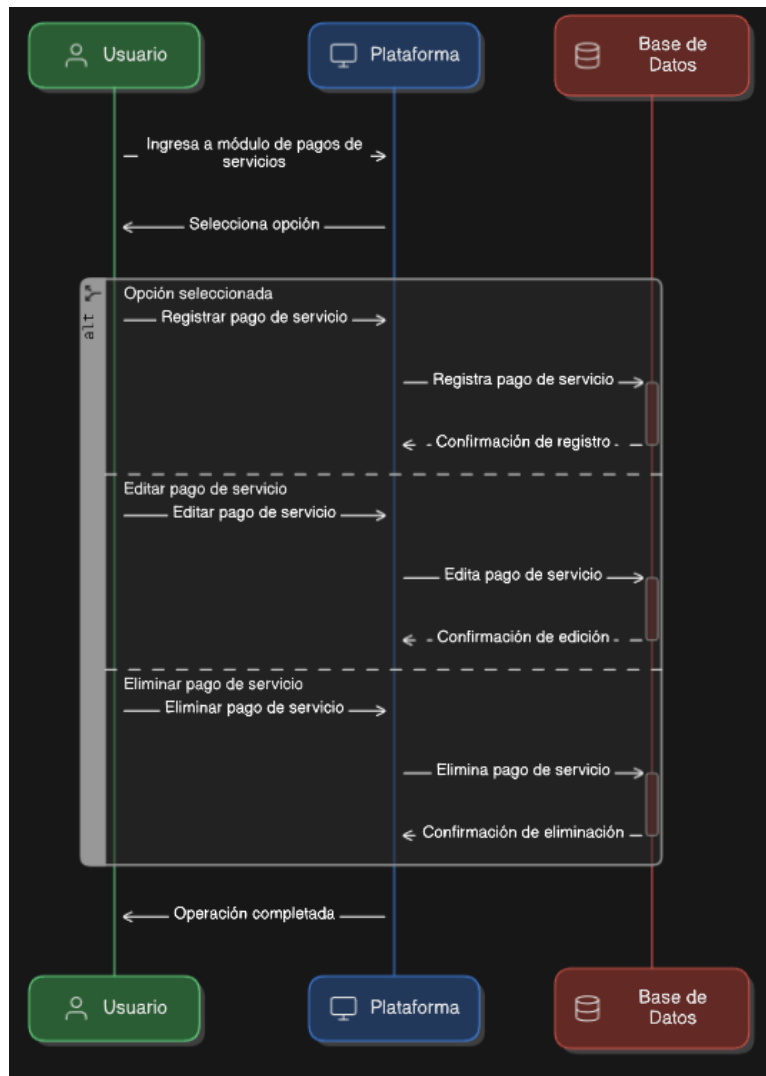 Usuario
Plataforma
Base de
Datos
Ingresa a módulo de pagos de
servicios
Selecciona opción
alt
Opción seleccionada
Registrar pago de servicio
Registra pago de servicio
Confirmación de registro
Editar pago de servicio
Editar pago de servicio
Edita pago de servicio
Confirmación de edición
Eliminar pago de servicio
Eliminar pago de servicio
Elimina pago de servicio
Confirmación de eliminación
Operación completada
Usuario
Plataforma
Base de
Datos